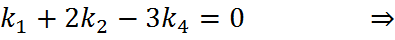 k₁ + 2k₂ − 3k₄ = 0 ⇒